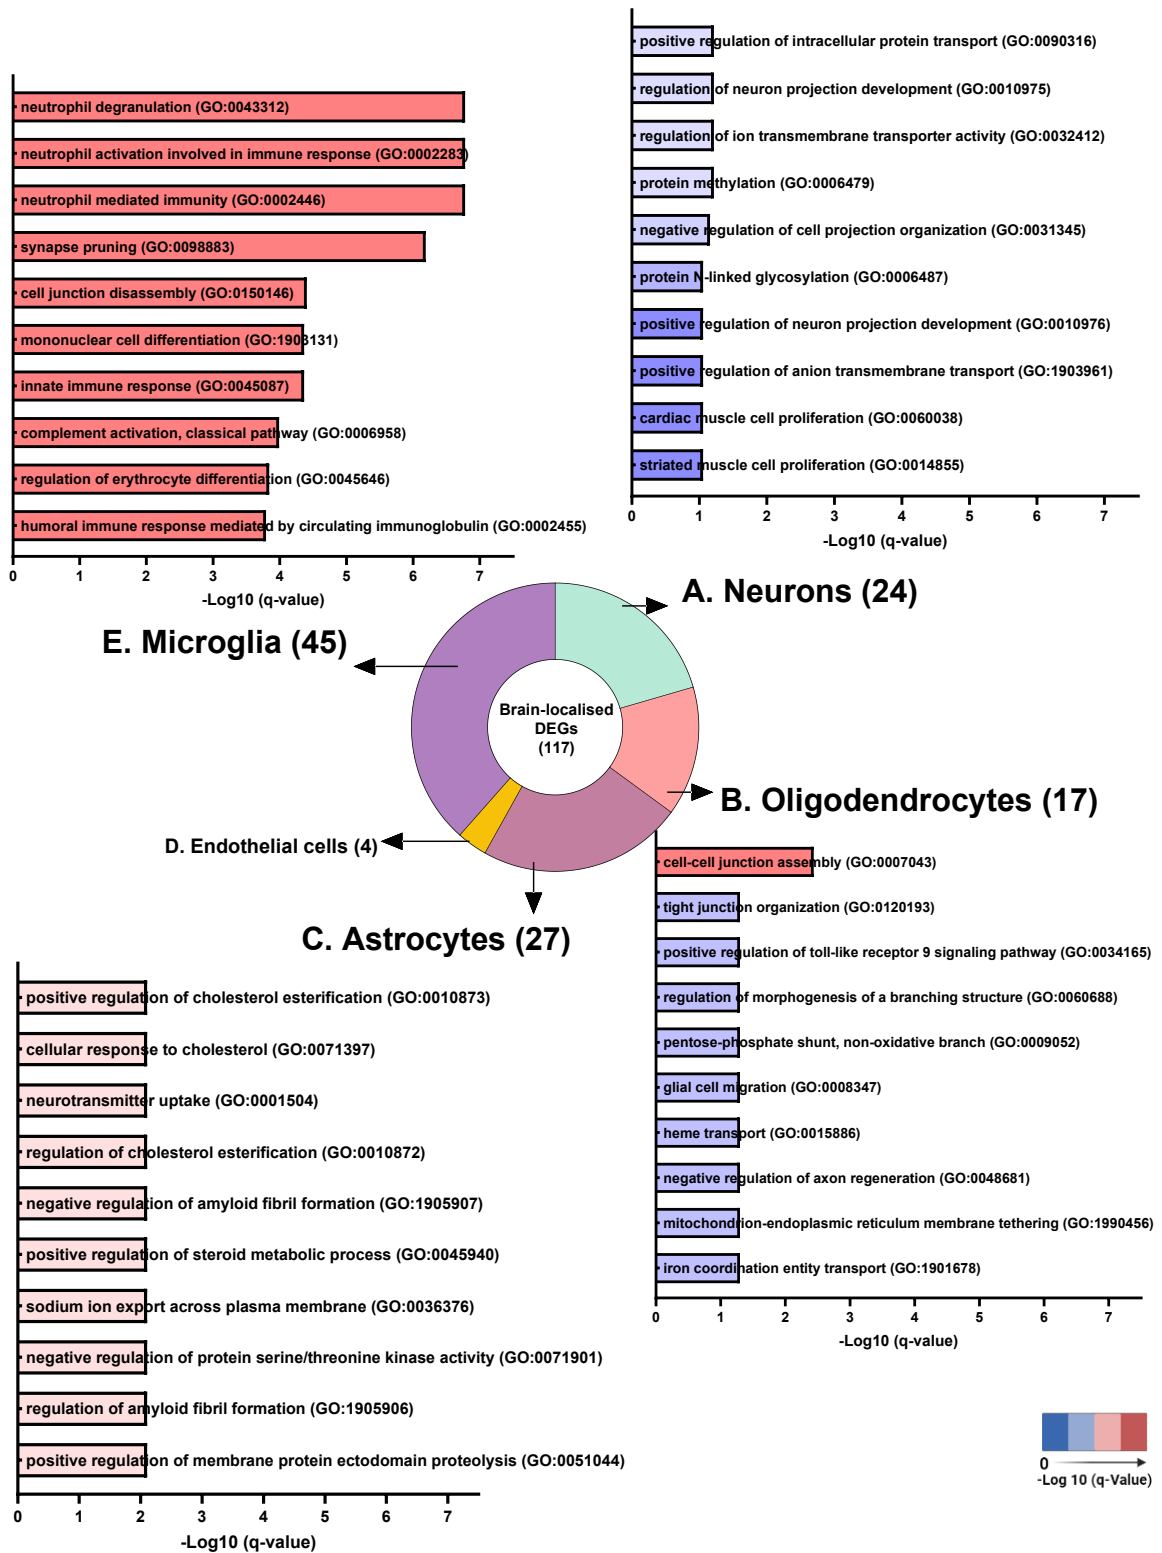 neutrophil degranulation (GO:0043312)
neutrophil activation involved in immune response (GO:0002283)
neutrophil mediated immunity (GO:0002446)
synapse pruning (GO:0098883)
cell junction disassembly (GO:0150146)
mononuclear cell differentiation (GO:1903131)
innate immune response (GO:0045087)
complement activation, classical pathway (GO:0006958)
regulation of erythrocyte differentiation (GO:0045646)
humoral immune response mediated by circulating immunoglobulin (GO:0002455)
0 1 2 3 4 5 6 7
-Log10 (q-value)
positive regulation of intracellular protein transport (GO:0090316)
regulation of neuron projection development (GO:0010975)
regulation of ion transmembrane transporter activity (GO:0032412)
protein methylation (GO:0006479)
negative regulation of cell projection organization (GO:0031345)
protein N-linked glycosylation (GO:0006487)
positive regulation of neuron projection development (GO:0010976)
positive regulation of anion transmembrane transport (GO:1903961)
cardiac muscle cell proliferation (GO:0060038)
striated muscle cell proliferation (GO:0014855)
0 1 2 3 4 5 6 7
-Log10 (q-value)
A. Neurons (24)
E. Microglia (45)
Brain-localised
DEGs
(117)
B. Oligodendrocytes (17)
D. Endothelial cells (4)
C. Astrocytes (27)
cell-cell junction assembly (GO:0007043)
tight junction organization (GO:0120193)
positive regulation of toll-like receptor 9 signaling pathway (GO:0034165)
regulation of morphogenesis of a branching structure (GO:0060688)
pentose-phosphate shunt, non-oxidative branch (GO:0009052)
glial cell migration (GO:0008347)
heme transport (GO:0015886)
negative regulation of axon regeneration (GO:0048681)
mitochondrion-endoplasmic reticulum membrane tethering (GO:1990456)
iron coordination entity transport (GO:1901678)
0 1 2 3 4 5 6 7
-Log10 (q-value)
positive regulation of cholesterol esterification (GO:0010873)
cellular response to cholesterol (GO:0071397)
neurotransmitter uptake (GO:0001504)
regulation of cholesterol esterification (GO:0010872)
negative regulation of amyloid fibril formation (GO:1905907)
positive regulation of steroid metabolic process (GO:0045940)
sodium ion export across plasma membrane (GO:0036376)
negative regulation of protein serine/threonine kinase activity (GO:0071901)
regulation of amyloid fibril formation (GO:1905906)
positive regulation of membrane protein ectodomain proteolysis (GO:0051044)
0 1 2 3 4 5 6 7
-Log10 (q-value)
0
-Log 10 (q-Value)